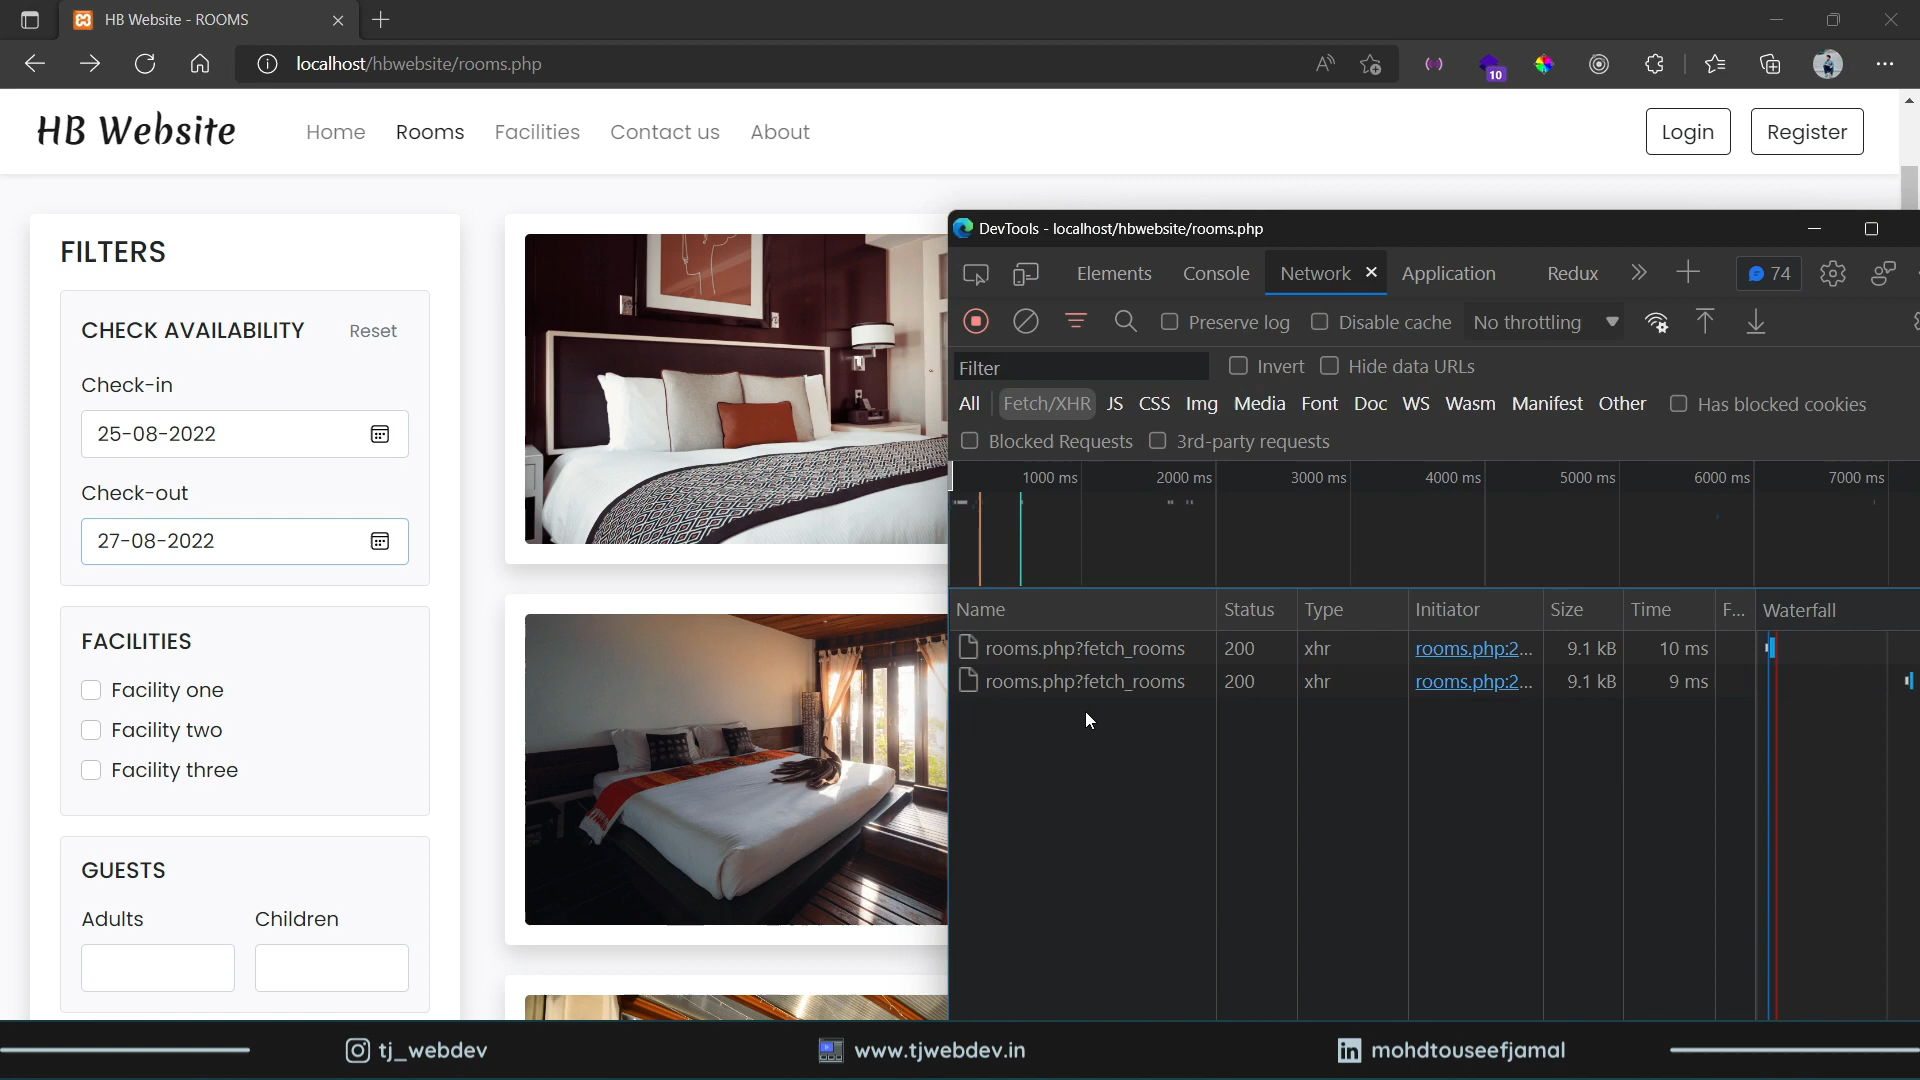 HB Website - ROOMS
localhost/hbwebsite/rooms.php
10
HB Website
Home
Rooms
Facilities
Contact us
About
Login
Register
FILTERS
CHECK AVAILABILITY
Reset
Check-in
25-08-2022
Check-out
27-08-2022
FACILITIES
Facility one
Facility two
Facility three
GUESTS
Adults
Children
DevTools - localhost/hbwebsite/rooms.php
Elements
Console
Network
Application
Redux
74
Preserve log
Disable cache
No throttling
Filter
Invert
Hide data URLs
All
Fetch/XHR
JS
CSS
Img
Media
Font
Doc
WS
Wasm
Manifest
Other
Has blocked cookies
Blocked Requests
3rd-party requests
1000 ms
2000 ms
3000 ms
4000 ms
5000 ms
6000 ms
7000 ms
Name
Status
Type
Initiator
Size
Time
F...
Waterfall
rooms.php?fetch_rooms
200
xhr
rooms.php:2...
9.1 kB
10 ms
rooms.php?fetch_rooms
200
xhr
rooms.php:2...
9.1 kB
9 ms
tj_webdev
www.tjwebdev.in
mohdtouseefjamal